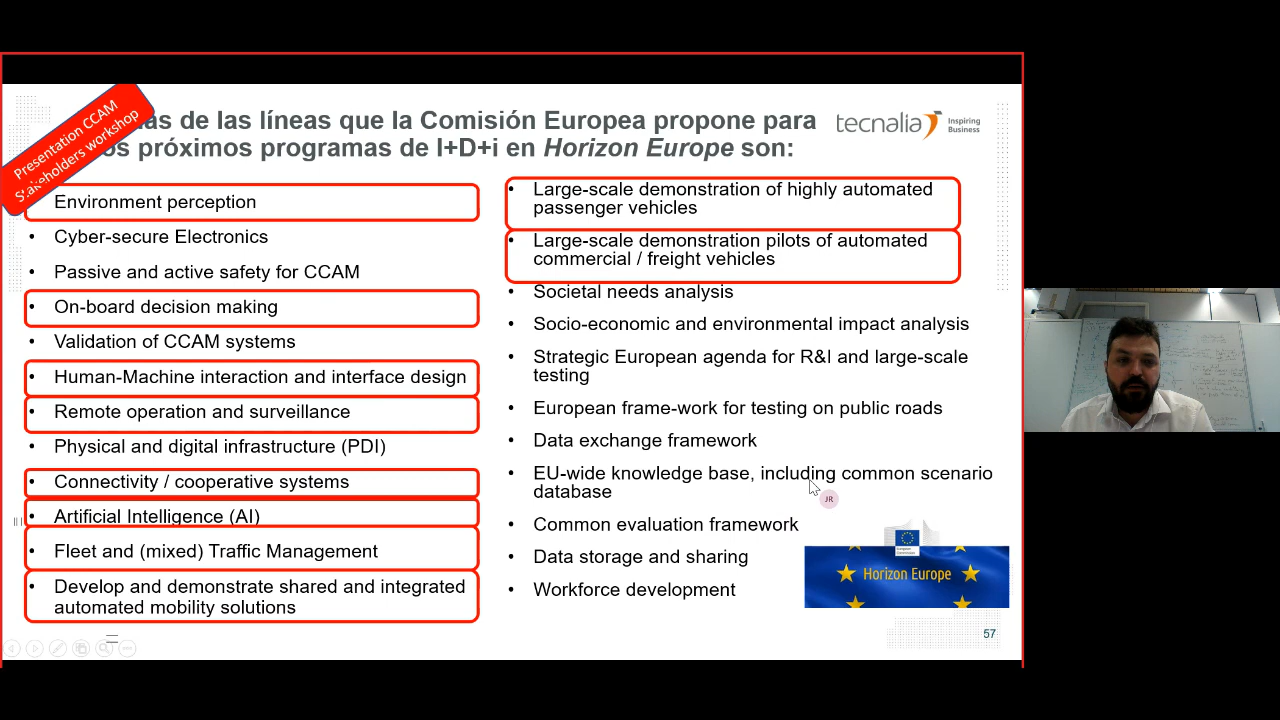 Presentation CCAM
Stakeholders workshop
as de las líneas que la Comisión Europea propone para
os próximos programas de I+D+i en Horizon Europe son:
tecnalia
Inspiring
Business
Environment perception
• Cyber-secure Electronics
• Passive and active safety for CCAM
• On-board decision making
• Validation of CCAM systems
• Human-Machine interaction and interface design
• Remote operation and surveillance
• Physical and digital infrastructure (PDI)
• Connectivity / cooperative systems
• Artificial Intelligence (AI)
• Fleet and (mixed) Traffic Management
• Develop and demonstrate shared and integrated
automated mobility solutions
• Large-scale demonstration of highly automated
passenger vehicles
• Large-scale demonstration pilots of automated
commercial / freight vehicles
• Societal needs analysis
• Socio-economic and environmental impact analysis
• Strategic European agenda for R&I and large-scale
testing
• European frame-work for testing on public roads
• Data exchange framework
• EU-wide knowledge base, including common scenario
database
JR
• Common evaluation framework
• Data storage and sharing
• Workforce development
European
Commission
Horizon Europe
57